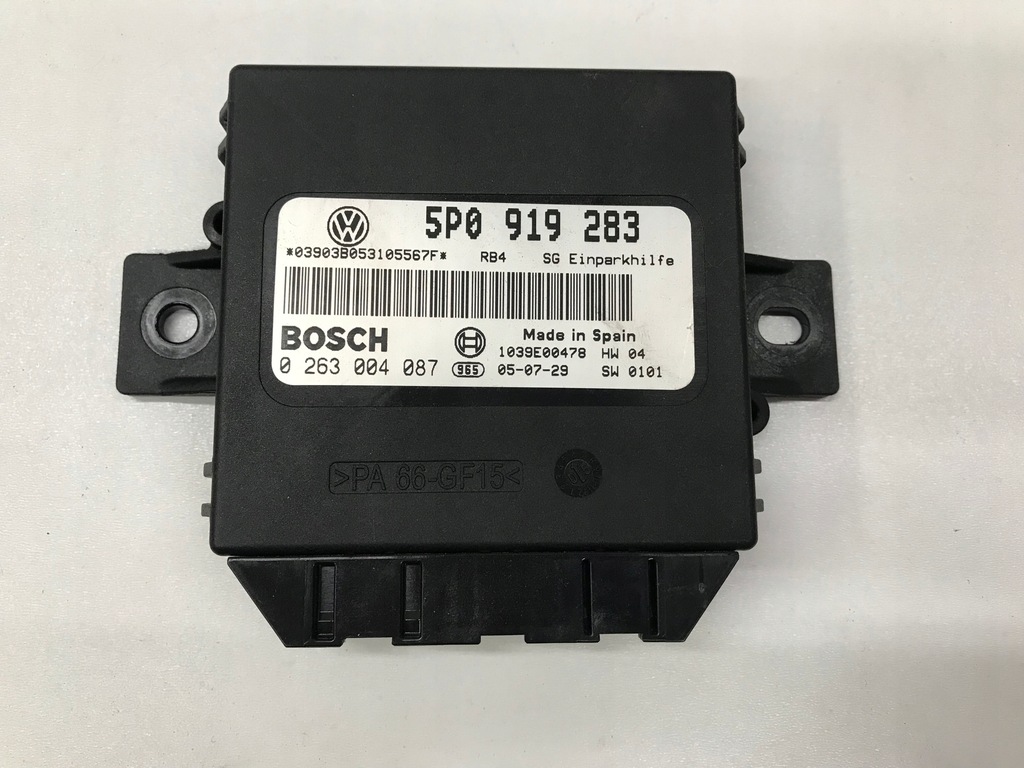 5P0 919 283
*03903B053105567F* RB4 SG Einparkhilfe
BOSCH Made in Spain
1039E00478 HW 04
0 263 004 087 965 05-07-29 SW 0101
>PA 66-GF15<